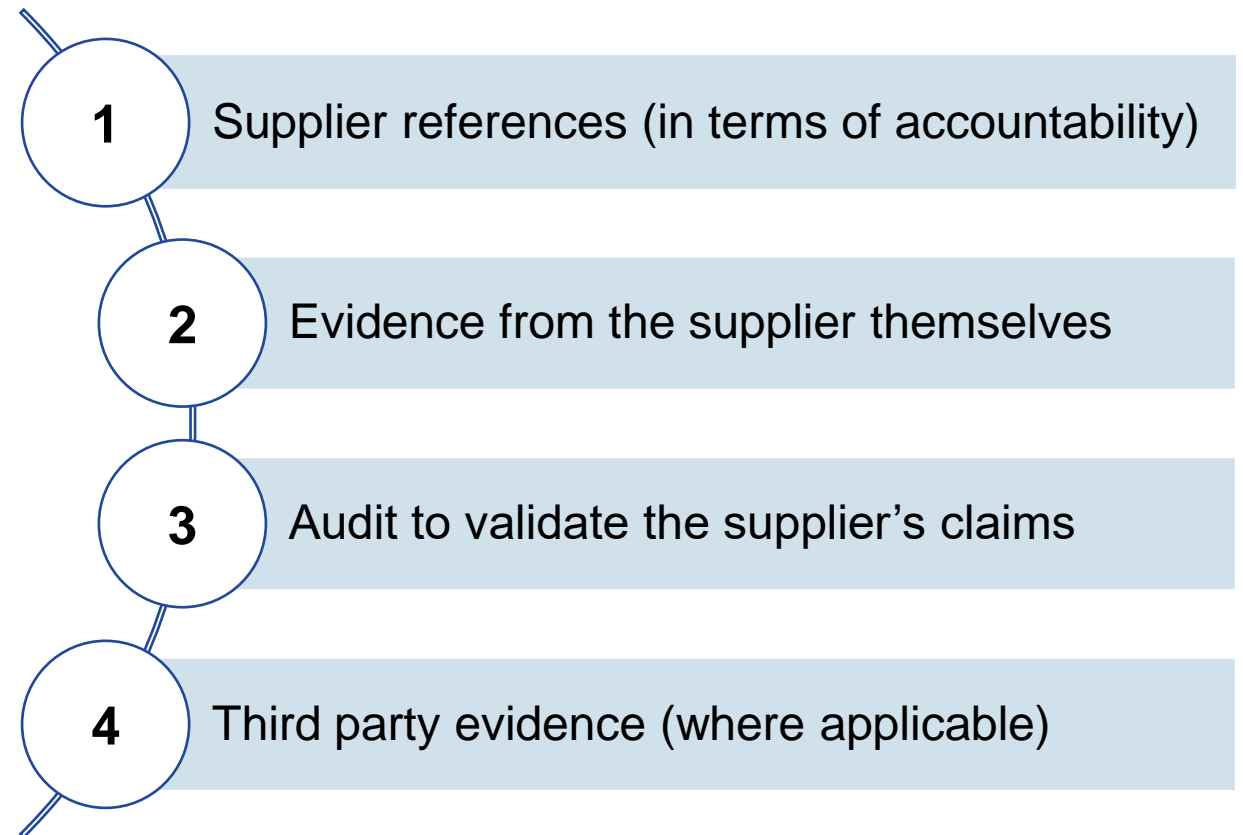 1
Supplier references (in terms of accountability)
2
Evidence from the supplier themselves
3
Audit to validate the supplier’s claims
4
Third party evidence (where applicable)